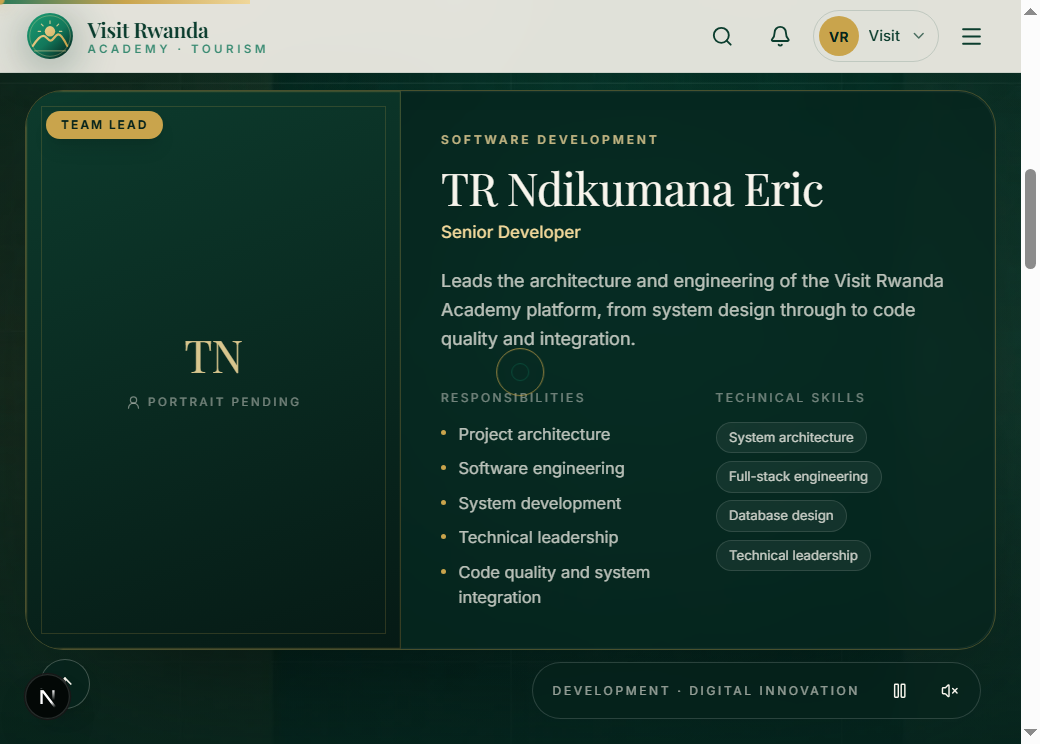 Visit Rwanda
ACADEMY · TOURISM
VR
Visit
TEAM LEAD
TN
PORTRAIT PENDING
SOFTWARE DEVELOPMENT
TR Ndikumana Eric
Senior Developer
Leads the architecture and engineering of the Visit Rwanda
Academy platform, from system design through to code
quality and integration.
RESPONSIBILITIES
Project architecture
Software engineering
System development
Technical leadership
Code quality and system
integration
TECHNICAL SKILLS
System architecture
Full-stack engineering
Database design
Technical leadership
N
DEVELOPMENT · DIGITAL INNOVATION